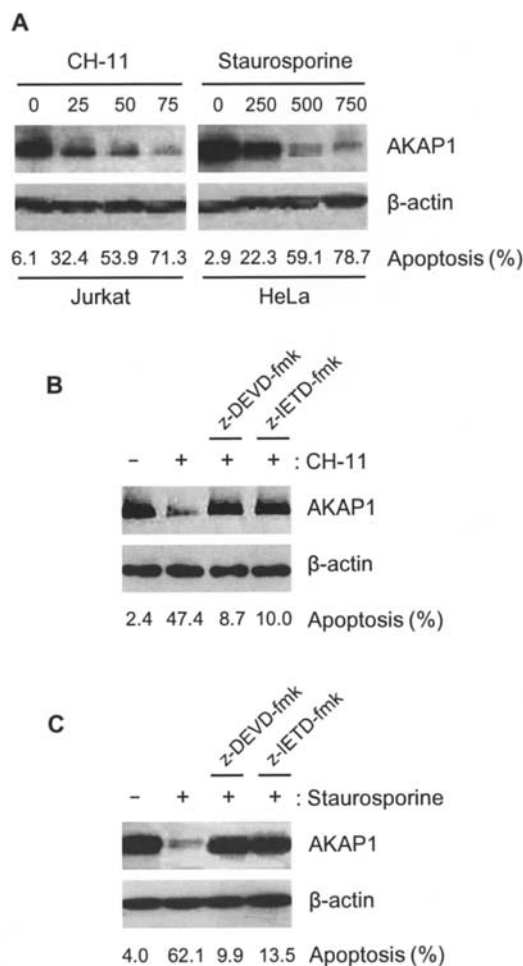 A
CH-11 Staurosporine
0 25 50 75 0 250 500 750
AKAP1
β-actin
6.1 32.4 53.9 71.3 2.9 22.3 59.1 78.7 Apoptosis (%)
Jurkat HeLa
B
z-DEVD-fmk z-IETD-fmk
− + + + : CH-11
AKAP1
β-actin
2.4 47.4 8.7 10.0 Apoptosis (%)
C
z-DEVD-fmk z-IETD-fmk
− + + + : Staurosporine
AKAP1
β-actin
4.0 62.1 9.9 13.5 Apoptosis (%)